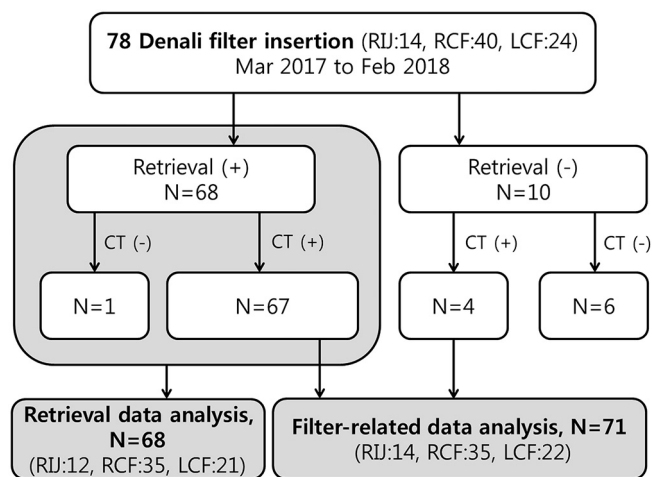 78 Denali filter insertion (RIJ:14, RCF:40, LCF:24)
Mar 2017 to Feb 2018
Retrieval (+)
N=68
Retrieval (-)
N=10
CT (-)
CT (+)
CT (+)
CT (-)
N=1
N=67
N=4
N=6
Retrieval data analysis,
N=68
(RIJ:12, RCF:35, LCF:21)
Filter-related data analysis, N=71
(RIJ:14, RCF:35, LCF:22)